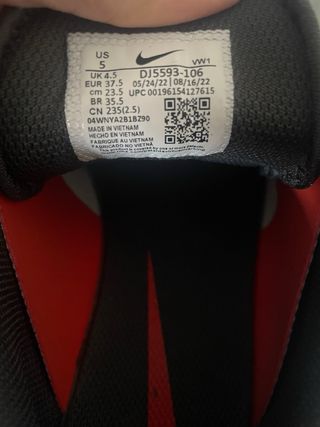 US
5
VW1
UK 4.5
EUR 37.5
cm 23.5
BR 35.5
CN 235(2.5)
DJ5593-106
05/24/22 | 08/16/22
UPC 00196154127615
04WNYA2B1BZ90
MADE IN VIETNAM
HECHO EN VIETNAM
FABRIQUE AU VIETNAM
FABRICADO NO VIETNÃ